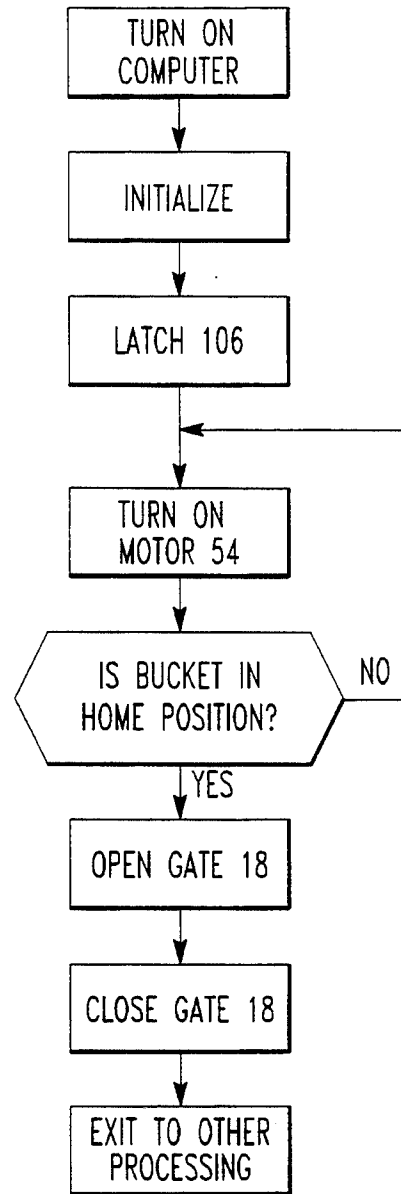 TURN ON
COMPUTER
INITIALIZE
LATCH 106
TURN ON
MOTOR 54
IS BUCKET IN
HOME POSITION?
NO
YES
OPEN GATE 18
CLOSE GATE 18
EXIT TO OTHER
PROCESSING